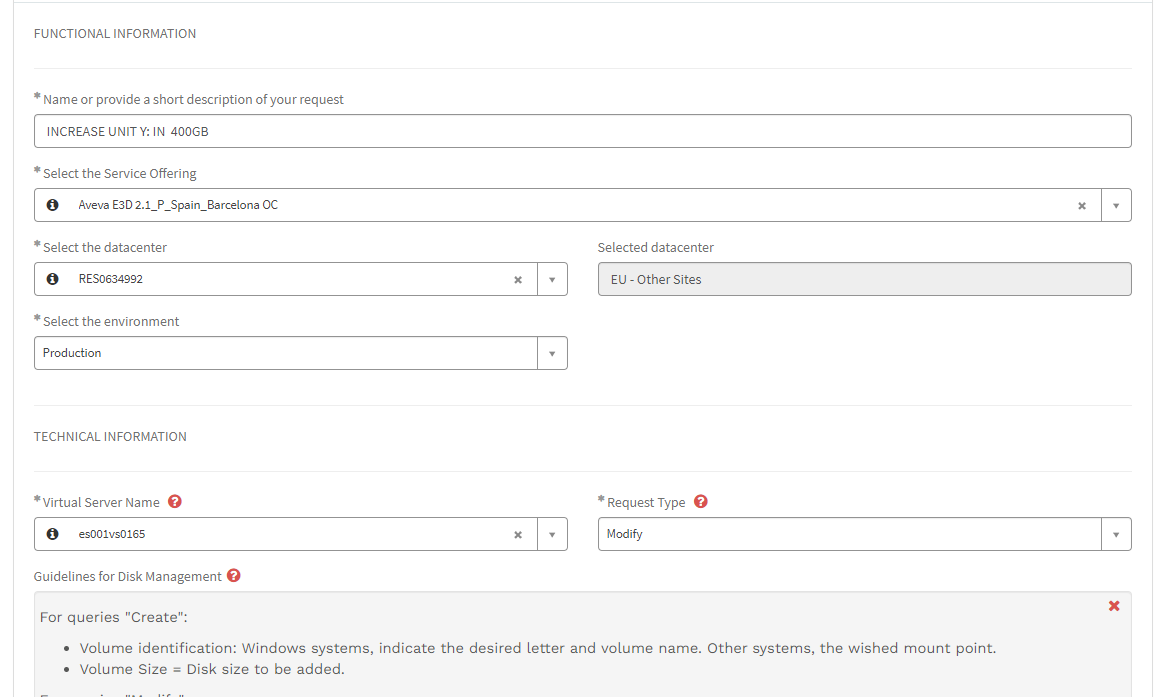 FUNCTIONAL INFORMATION
* Name or provide a short description of your request
INCREASE UNIT Y: IN  400GB
* Select the Service Offering
Aveva E3D 2.1_P_Spain_Barcelona OC
* Select the datacenter
Selected datacenter
RES0634992
EU - Other Sites
* Select the environment
Production
TECHNICAL INFORMATION
* Virtual Server Name
* Request Type
es001vs0165
Modify
Guidelines for Disk Management
For queries "Create":
• Volume identification: Windows systems, indicate the desired letter and volume name. Other systems, the wished mount point.
• Volume Size = Disk size to be added.